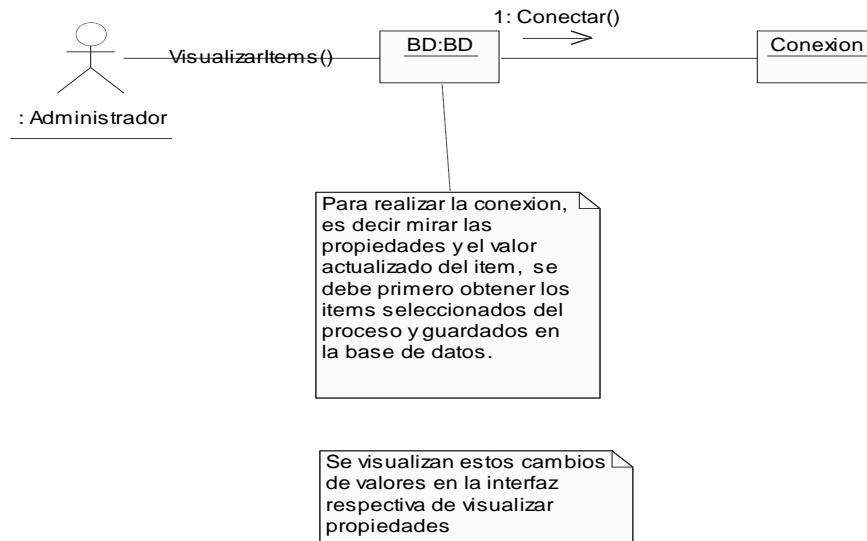 1: Conectar()
VisualizarItems()
BD:BD
Conexion
: Administrador
Para realizar la conexion,
es decir mirar las
propiedades y el valor
actualizado del item, se
debe primero obtener los
items seleccionados del
proceso y guardados en
la base de datos.
Se visualizan estos cambios
de valores en la interfaz
respectiva de visualizar
propiedades